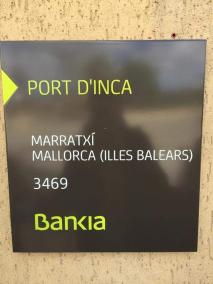 PORT D'INCA
MARRATXÍ
MALLORCA (ILLES BALEARS)
3469
Bankia